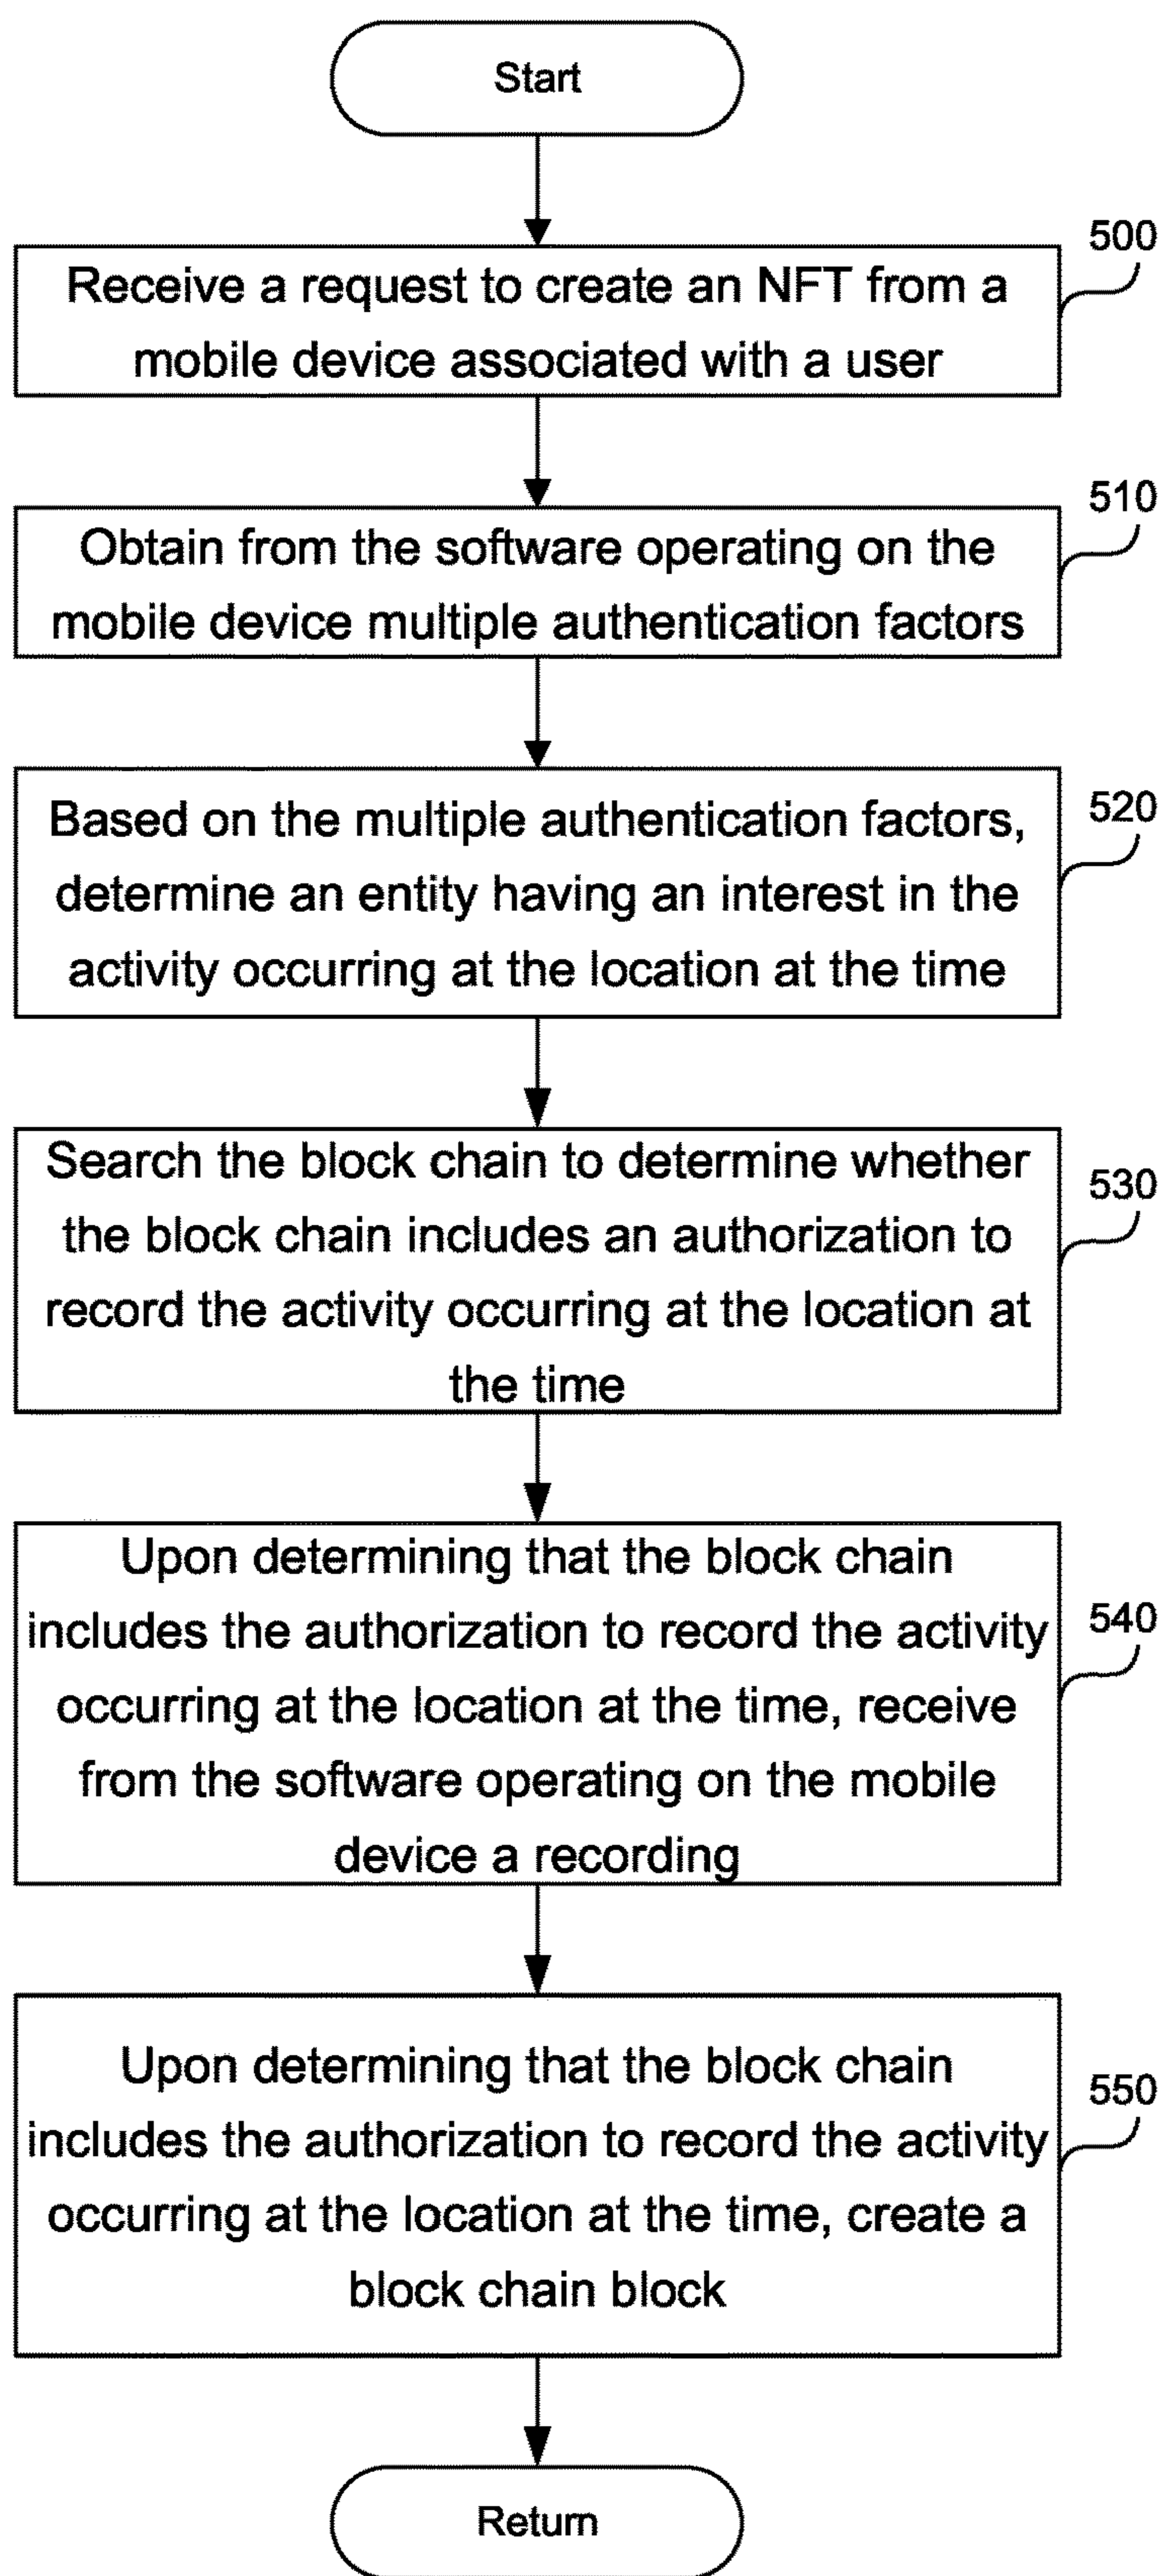 Start
500
Receive a request to create an NFT from a
mobile device associated with a user
510
Obtain from the software operating on the
mobile device multiple authentication factors
520
Based on the multiple authentication factors,
determine an entity having an interest in the
activity occurring at the location at the time
530
Search the block chain to determine whether
the block chain includes an authorization to
record the activity occurring at the location at
the time
540
Upon determining that the block chain
includes the authorization to record the activity
occurring at the location at the time, receive
from the software operating on the mobile
device a recording
550
Upon determining that the block chain
includes the authorization to record the activity
occurring at the location at the time, create a
block chain block
Return